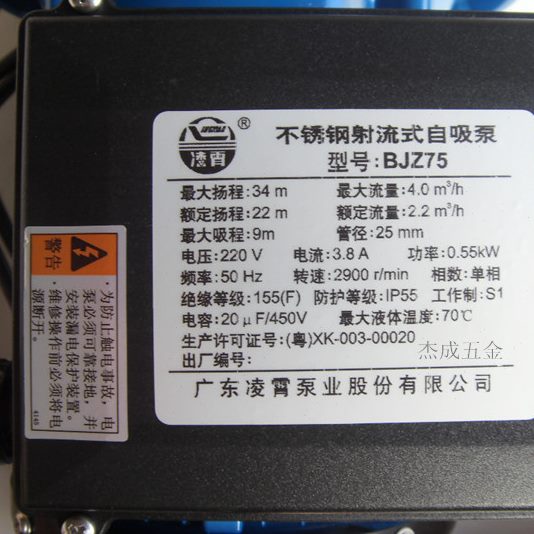 LINGXIAO
凌霄
®
不锈钢射流式自吸泵
型号:BJZ75
最大扬程:34 m 最大流量:4.0 m³/h
额定扬程:22 m 额定流量:2.2 m³/h
最大吸程:9m 管径:25 mm
电压:220 V 电流:3.8 A 功率:0.55kW
频率:50 Hz 转速:2900 r/min 相数:单相
绝缘等级:155(F) 防护等级:IP55 工作制:S1
电容:20μF/450V 最大液体温度:70℃
生产许可证号:(粤)XK-003-00020
出厂编号:
杰成五金
广东凌霄泵业股份有限公司
警告
·为防止触电事故,电
泵必须可靠接地,并
安装漏电保护装置。
·维修操作前必须将电
源断开。
4148